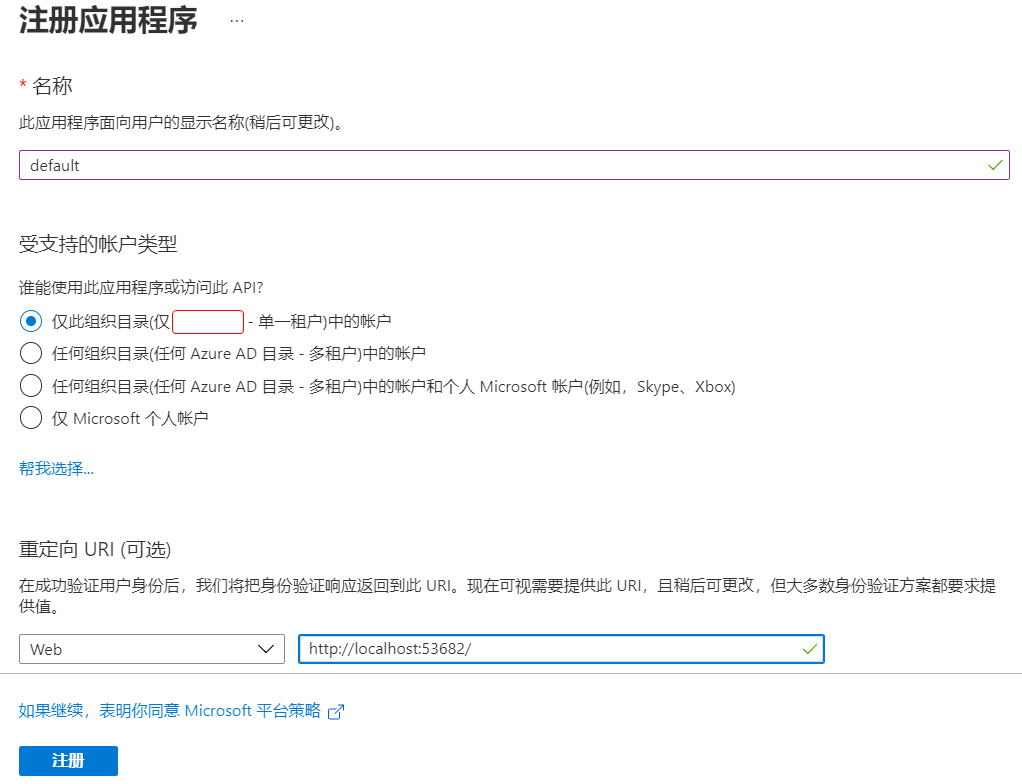 注册应用程序 ...
* 名称
此应用程序面向用户的显示名称(稍后可更改)。
default
受支持的帐户类型
谁能使用此应用程序或访问此 API?
仅此组织目录(仅 - 单一租户)中的帐户
任何组织目录(任何 Azure AD 目录 - 多租户)中的帐户
任何组织目录(任何 Azure AD 目录 - 多租户)中的帐户和个人 Microsoft 帐户(例如，Skype、Xbox)
仅 Microsoft 个人帐户
帮我选择...
重定向 URI (可选)
在成功验证用户身份后，我们将把身份验证响应返回到此 URI。现在可视需要提供此 URI，且稍后可更改，但大多数身份验证方案都要求提
供值。
Web http://localhost:53682/
如果继续，表明你同意 Microsoft 平台策略
注册